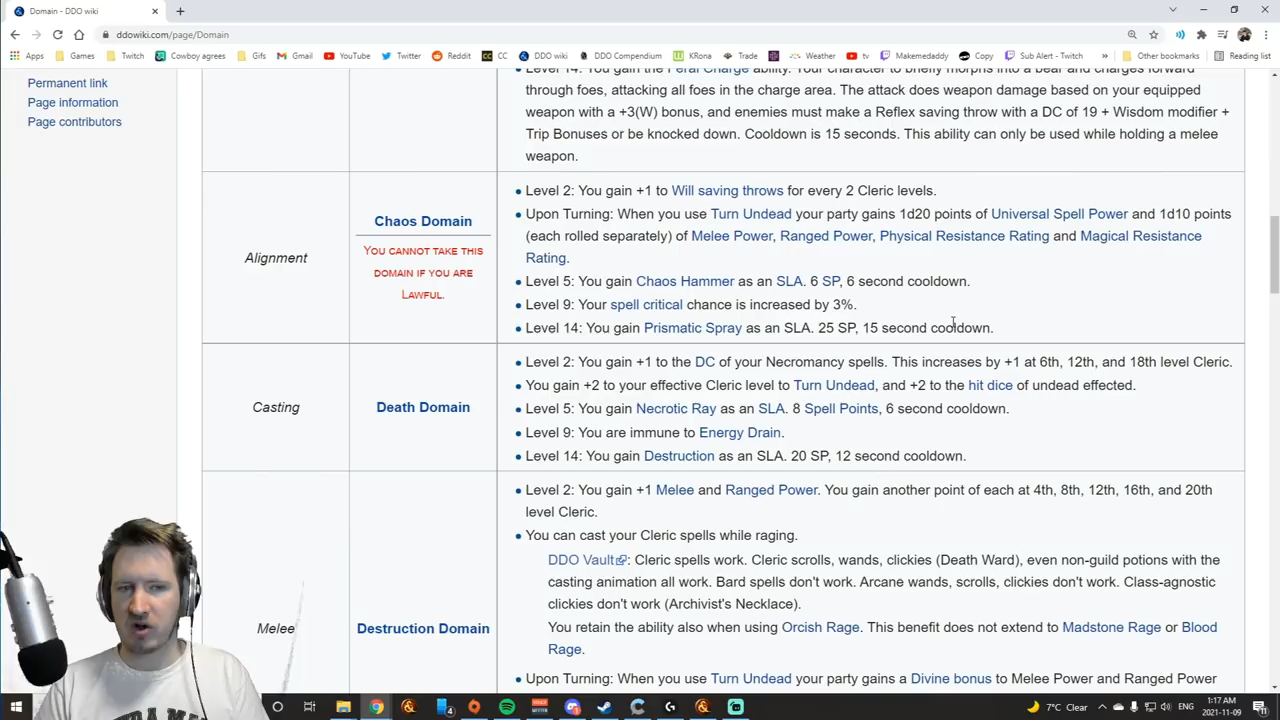 Domain - DDO wiki
ddowiki.com/page/Domain
Apps Games Twitch Cowboy agrees Gifs Gmail YouTube Twitter Reddit CC DDO wiki DDO Compendium KRona Trade Weather tv Makemedaddy Copy Sub Alert - Twitch » Other bookmarks Reading list
Permanent link
Page information
Page contributors
Level 14: You gain the Feral Charge ability. Your character to briefly morphs into a bear and charges forward
through foes, attacking all foes in the charge area. The attack does weapon damage based on your equipped
weapon with a +3(W) bonus, and enemies must make a Reflex saving throw with a DC of 19 + Wisdom modifier +
Trip Bonuses or be knocked down. Cooldown is 15 seconds. This ability can only be used while holding a melee
weapon.
Alignment
Chaos Domain
You cannot take this
domain if you are
Lawful.
• Level 2: You gain +1 to Will saving throws for every 2 Cleric levels.
• Upon Turning: When you use Turn Undead your party gains 1d20 points of Universal Spell Power and 1d10 points
(each rolled separately) of Melee Power, Ranged Power, Physical Resistance Rating and Magical Resistance
Rating.
• Level 5: You gain Chaos Hammer as an SLA. 6 SP, 6 second cooldown.
• Level 9: Your spell critical chance is increased by 3%.
• Level 14: You gain Prismatic Spray as an SLA. 25 SP, 15 second cooldown.
Casting
Death Domain
• Level 2: You gain +1 to the DC of your Necromancy spells. This increases by +1 at 6th, 12th, and 18th level Cleric.
• You gain +2 to your effective Cleric level to Turn Undead, and +2 to the hit dice of undead effected.
• Level 5: You gain Necrotic Ray as an SLA. 8 Spell Points, 6 second cooldown.
• Level 9: You are immune to Energy Drain.
• Level 14: You gain Destruction as an SLA. 20 SP, 12 second cooldown.
Melee
Destruction Domain
• Level 2: You gain +1 Melee and Ranged Power. You gain another point of each at 4th, 8th, 12th, 16th, and 20th
level Cleric.
• You can cast your Cleric spells while raging.
DDO Vault: Cleric spells work. Cleric scrolls, wands, clickies (Death Ward), even non-guild potions with the
casting animation all work. Bard spells don't work. Arcane wands, scrolls, clickies don't work. Class-agnostic
clickies don't work (Archivist's Necklace).
You retain the ability also when using Orcish Rage. This benefit does not extend to Madstone Rage or Blood
Rage.
• Upon Turning: When you use Turn Undead your party gains a Divine bonus to Melee Power and Ranged Power
7°C Clear
ENG
1:17 AM
2021-11-09